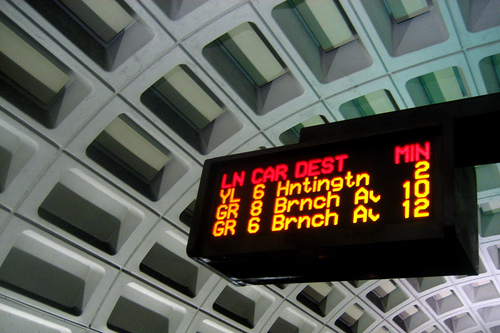 LN CAR DEST MIN
YL 6 Hntingtn 2
GR 8 Brnch Av 10
GR 6 Brnch Av 12